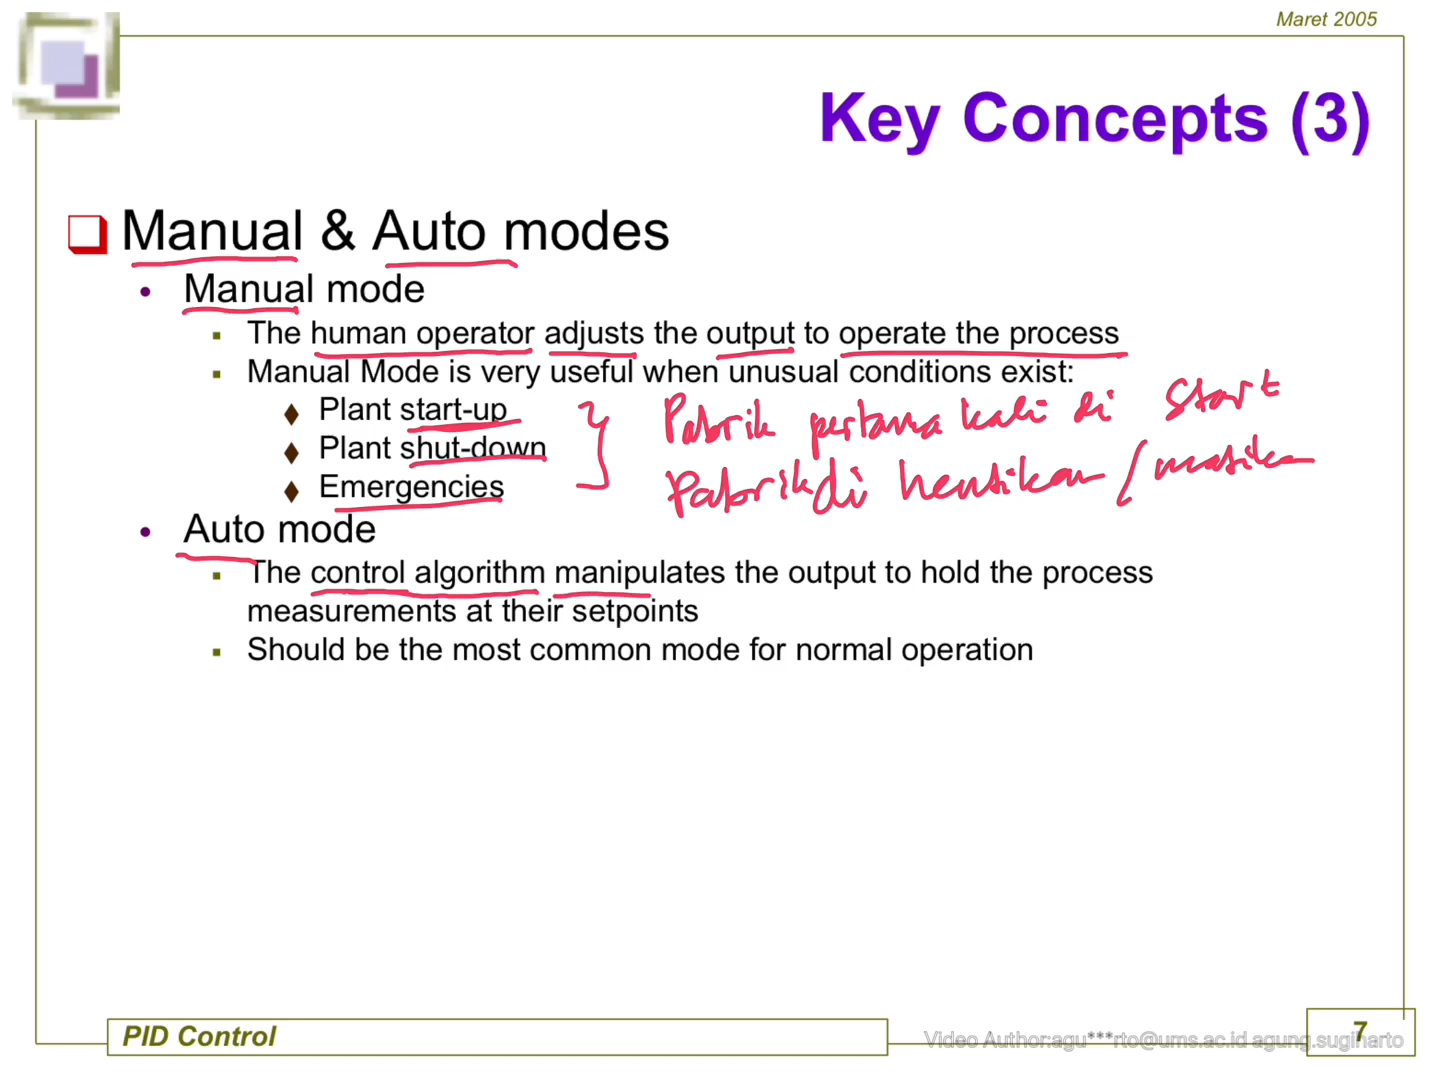 Maret 2005
Key Concepts (3)
Manual & Auto modes
Manual mode
The human operator adjusts the output to operate the process
Manual Mode is very useful when unusual conditions exist:
Plant start-up
Plant shut-down
Emergencies
Pabrik pertama kali di Start
Pabrik di hentikan / matikan
Auto mode
The control algorithm manipulates the output to hold the process
measurements at their setpoints
Should be the most common mode for normal operation
PID Control
7
Video Author:agu***rto@ums.ac.id agung.sugiharto